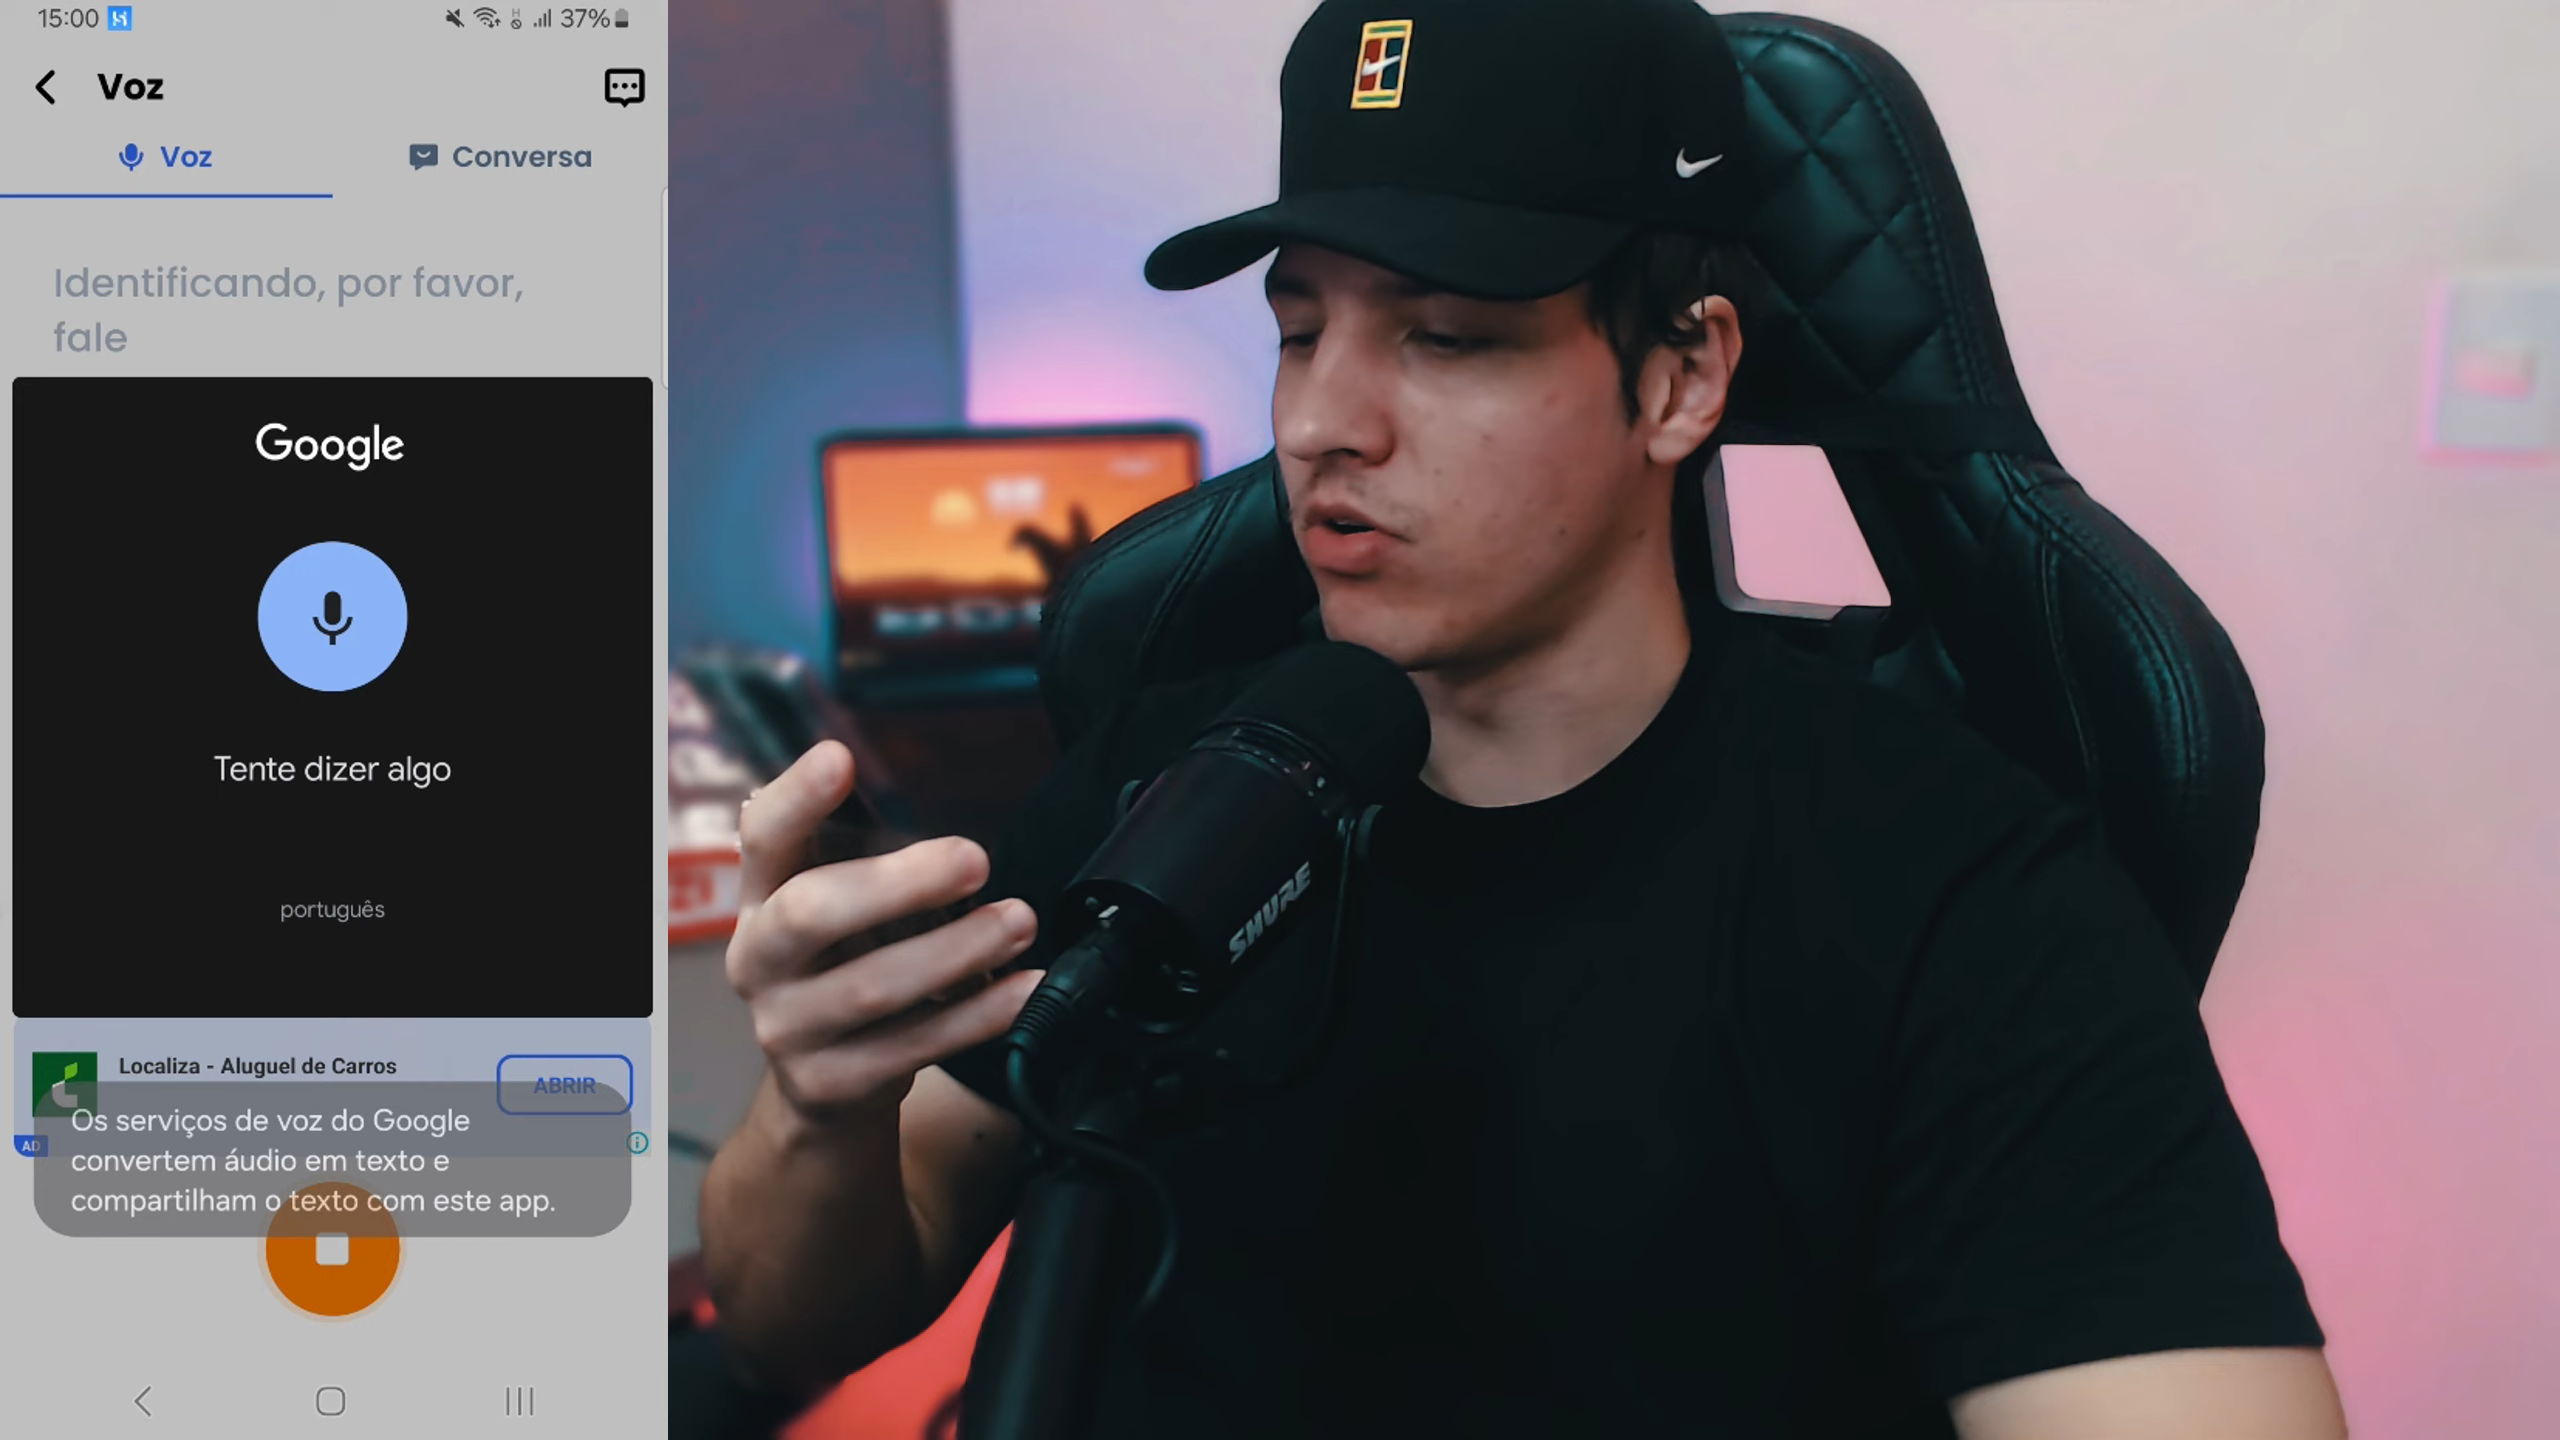 15:00
37%
Voz
Voz
Conversa
Identificando, por favor,
fale
Google
Tente dizer algo
português
Localiza - Aluguel de Carros
ABRIR
AD
Os serviços de voz do Google
convertem áudio em texto e
compartilham o texto com este app.
SHURE